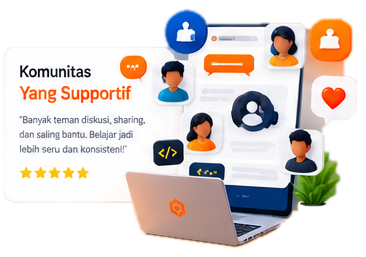 Komunitas
Yang Supportif
"Banyak teman diskusi, sharing,
dan saling bantu. Belajar jadi
lebih seru dan konsisten!"
</>